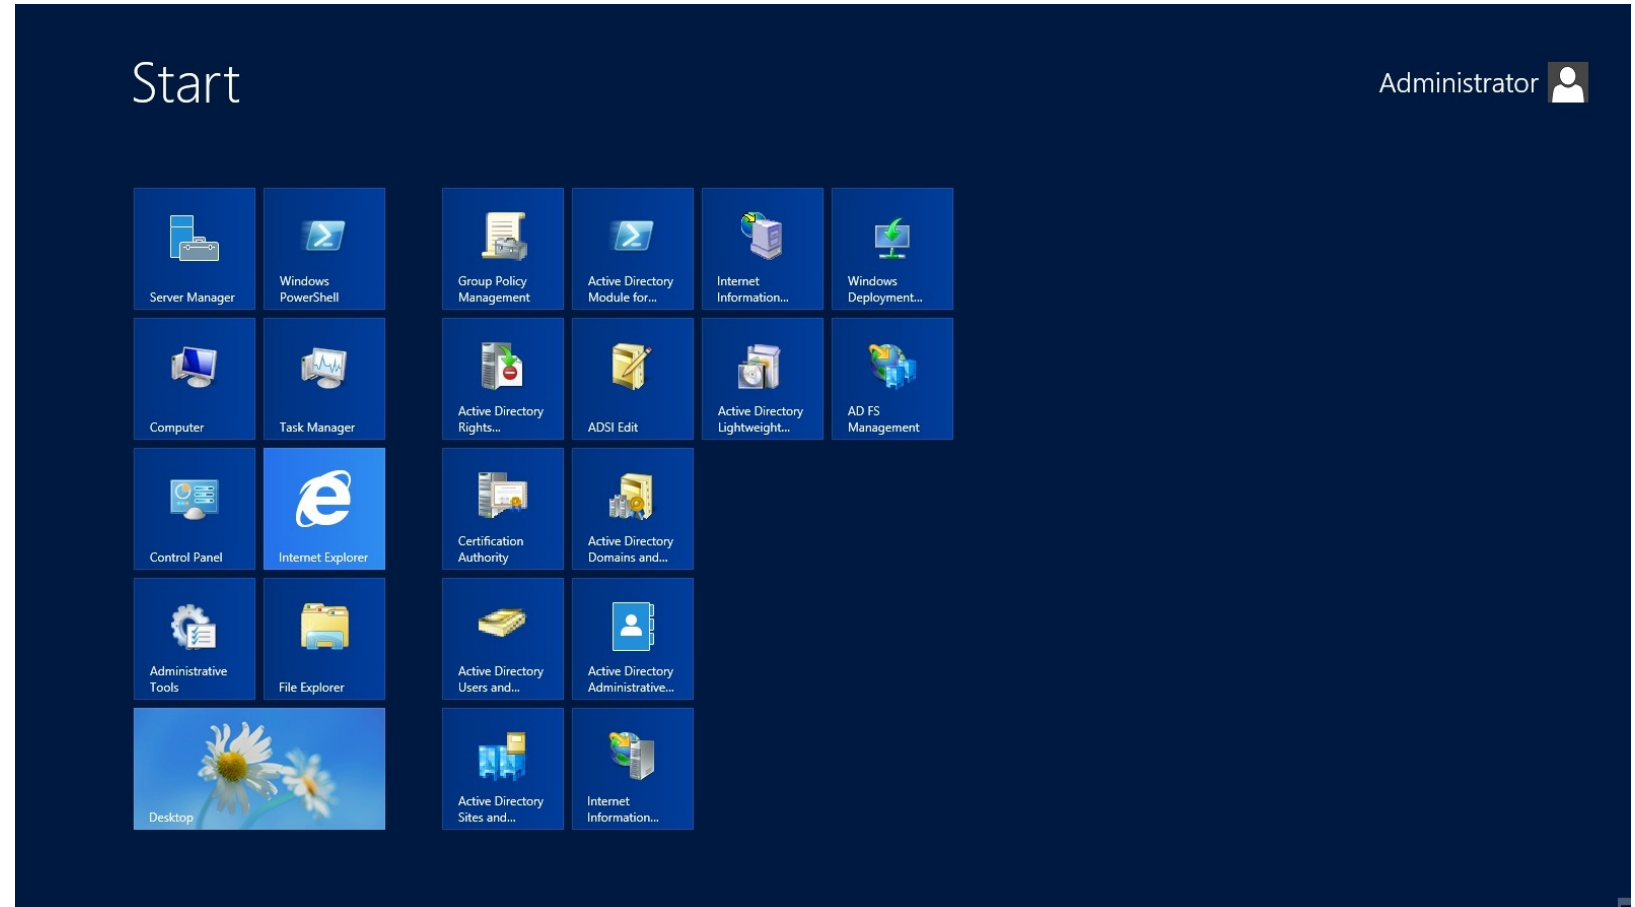 Start
Administrator
Server Manager
Windows
PowerShell
Group Policy
Management
Active Directory
Module for...
Internet
Information...
Windows
Deployment...
Computer
Task Manager
Active Directory
Rights...
ADSI Edit
Active Directory
Lightweight...
AD FS
Management
Control Panel
Internet Explorer
Certification
Authority
Active Directory
Domains and...
Administrative
Tools
File Explorer
Active Directory
Users and...
Active Directory
Administrative...
Desktop
Active Directory
Sites and...
Internet
Information...